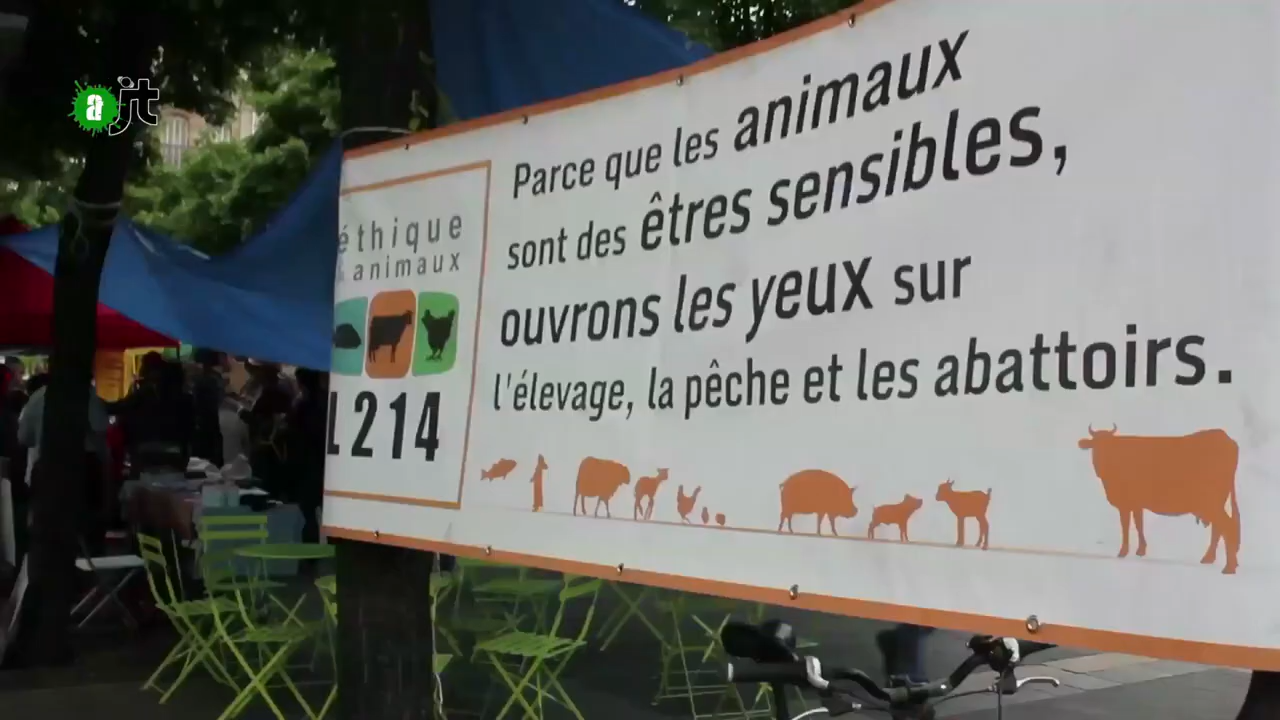 ajt
éthique
& animaux
L214
Parce que les animaux
sont des êtres sensibles,
ouvrons les yeux sur
l'élevage, la pêche et les abattoirs.